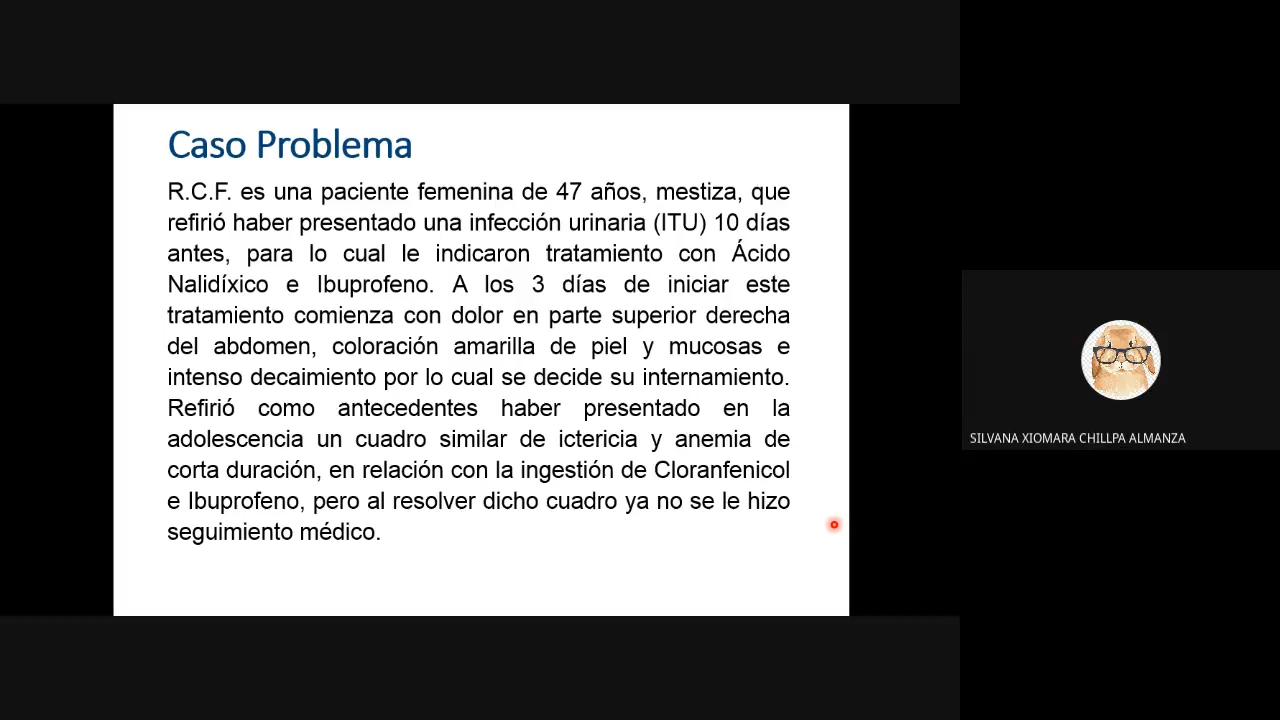 Caso Problema
R.C.F. es una paciente femenina de 47 años, mestiza, que
refirió haber presentado una infección urinaria (ITU) 10 días
antes, para lo cual le indicaron tratamiento con Ácido
Nalidíxico e Ibuprofeno. A los 3 días de iniciar este
tratamiento comienza con dolor en parte superior derecha
del abdomen, coloración amarilla de piel y mucosas e
intenso decaimiento por lo cual se decide su internamiento.
Refirió como antecedentes haber presentado en la
adolescencia un cuadro similar de ictericia y anemia de
corta duración, en relación con la ingestión de Cloranfenicol
e Ibuprofeno, pero al resolver dicho cuadro ya no se le hizo
seguimiento médico.
SILVANA XIOMARA CHILLPA ALMANZA